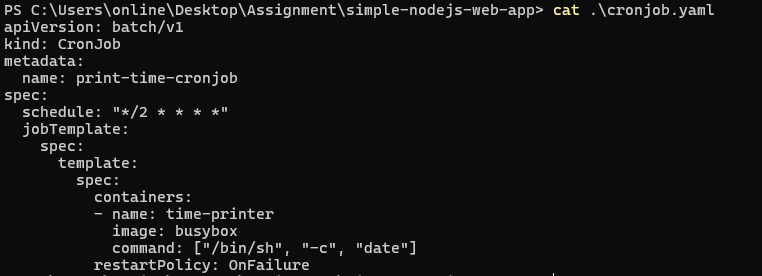 PS C:\Users\online\Desktop\Assignment\simple-nodejs-web-app> cat .\cronjob.yaml
apiVersion: batch/v1
kind: CronJob
metadata:
  name: print-time-cronjob
spec:
  schedule: "*/2 * * * *"
  jobTemplate:
    spec:
      template:
        spec:
          containers:
          - name: time-printer
            image: busybox
            command: ["/bin/sh", "-c", "date"]
          restartPolicy: OnFailure